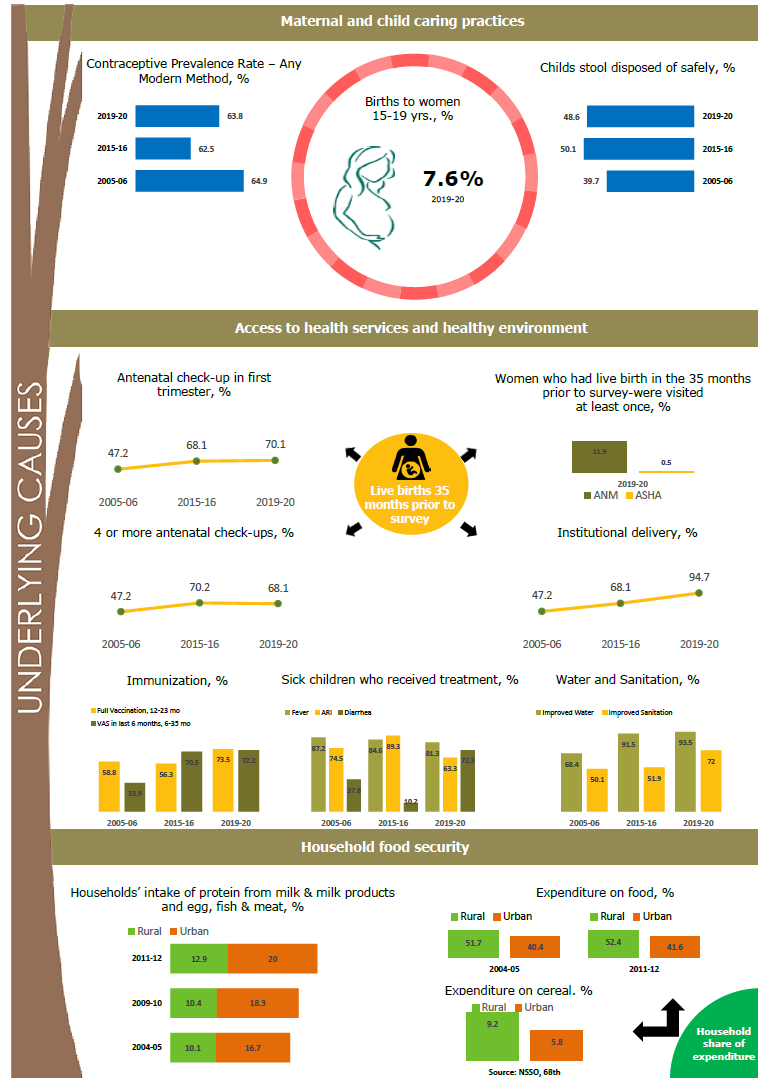 Maternal and child caring practices
Contraceptive Prevalence Rate – Any
Modern Method, %
2019-20 63.8
2015-16 62.5
2005-06 64.9
Births to women
15-19 yrs., %
7.6%
2019-20
Childs stool disposed of safely, %
48.6 2019-20
50.1 2015-16
39.7 2005-06
UNDERLYING CAUSES
Access to health services and healthy environment
Antenatal check-up in first
trimester, %
47.2 68.1 70.1
2005-06 2015-16 2019-20
Women who had live birth in the 35 months
prior to survey-were visited
at least once, %
11.9 0.5
2019-20
ANM ASHA
Live births 35
months prior to
survey
4 or more antenatal check-ups, %
47.2 70.2 68.1
2005-06 2015-16 2019-20
Institutional delivery, %
47.2 68.1 94.7
2005-06 2015-16 2019-20
Immunization, %
Full Vaccination, 12-23 mo
VAS in last 6 months, 6-35 mo
58.8 33.9 56.3 70.5 73.5 72.2
2005-06 2015-16 2019-20
Sick children who received treatment, %
Fever ARI Diarrhea
87.2 74.5 37.8 84.6 89.3 10.2 81.3 63.3
2005-06 2015-16 2019-20
Water and Sanitation, %
Improved Water Improved Sanitation
68.4 50.1 91.5 51.9 93.5 72
2005-06 2015-16 2019-20
Household food security
Households' intake of protein from milk & milk products
and egg, fish & meat, %
Rural Urban
2011-12 12.9 20
2009-10 10.4 18.3
2004-05 10.1 16.7
Expenditure on food, %
Rural Urban Rural Urban
51.7 40.4 52.4 41.6
2004-05 2011-12
Expenditure on cereal, %
Rural Urban
9.2 5.8
Source: NSSO, 68th
Household
share of
expenditure